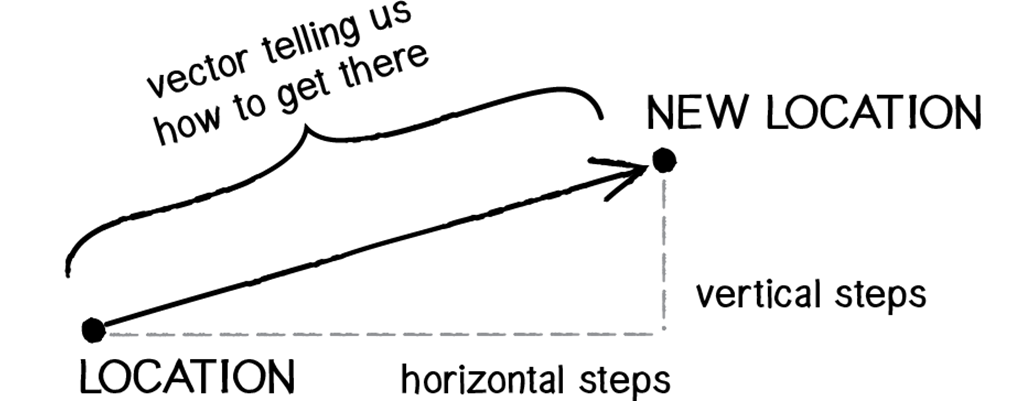 vector telling us
how to get there
NEW LOCATION
vertical steps
LOCATION
horizontal steps